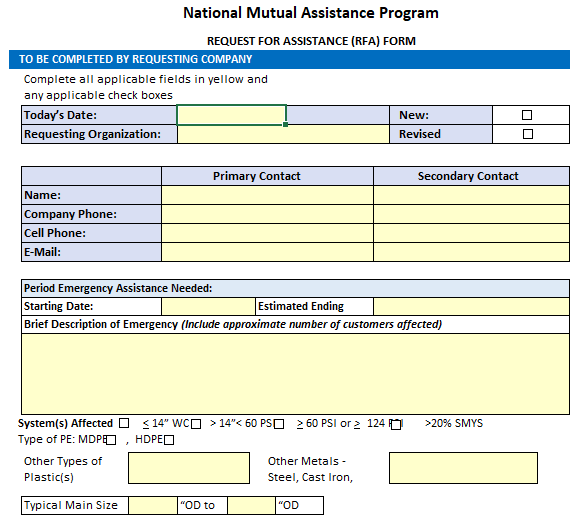 National Mutual Assistance Program
REQUEST FOR ASSISTANCE (RFA) FORM
TO BE COMPLETED BY REQUESTING COMPANY
Complete all applicable fields in yellow and
any applicable check boxes
Today's Date: New:
Requesting Organization: Revised
Primary Contact Secondary Contact
Name:
Company Phone:
Cell Phone:
E-Mail:
Period Emergency Assistance Needed:
Starting Date: Estimated Ending
Brief Description of Emergency (Include approximate number of customers affected)
System(s) Affected ≤ 14" WC > 14"< 60 PSI ≥ 60 PSI or ≥ 124 PSI >20% SMYS
Type of PE: MDPE , HDPE
Other Types of Other Metals -
Plastic(s) Steel, Cast Iron,
Typical Main Size "OD to "OD